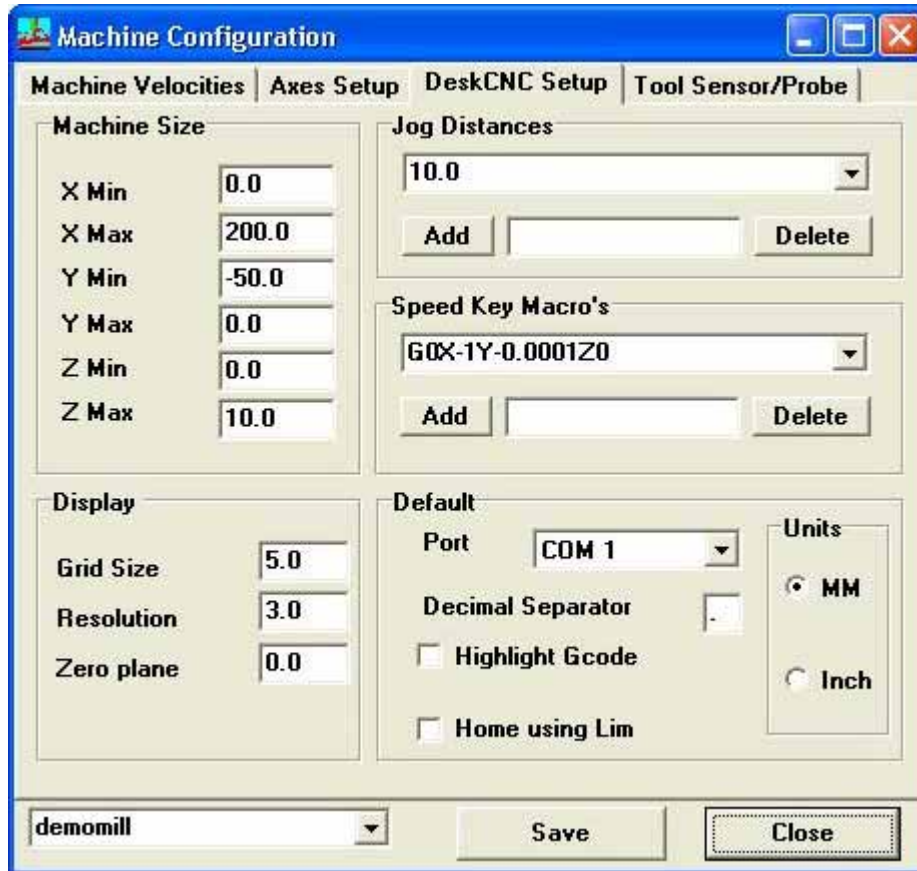 Machine Configuration
Machine Velocities
Axes Setup
DeskCNC Setup
Tool Sensor/Probe
Machine Size
X Min 0.0
X Max 200.0
Y Min -50.0
Y Max 0.0
Z Min 0.0
Z Max 10.0
Jog Distances
10.0
Add
Delete
Speed Key Macro's
G0X-1Y-0.0001Z0
Add
Delete
Display
Grid Size 5.0
Resolution 3.0
Zero plane 0.0
Default
Port COM 1
Decimal Separator .
Highlight Gcode
Home using Lim
Units
MM
Inch
demomill
Save
Close